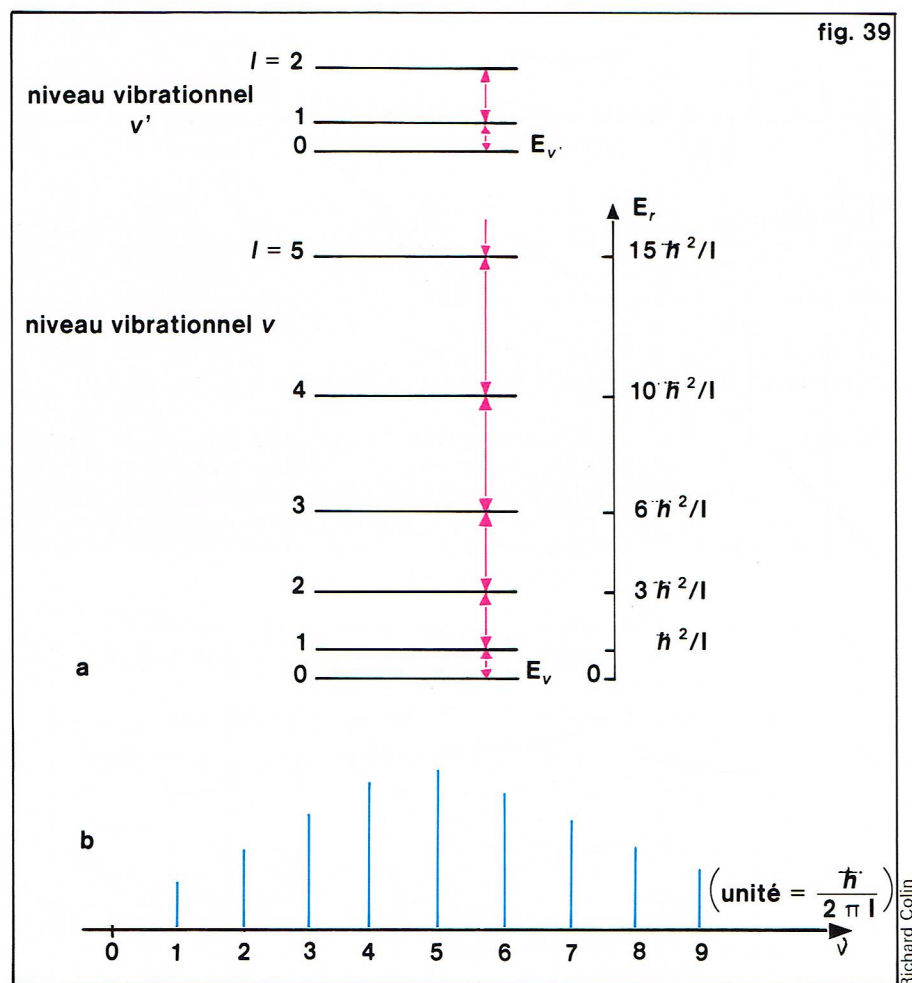 fig. 39
l = 2
niveau vibrationnel
v'
1
0
E_v'
E_r
l = 5
15 ħ²/I
niveau vibrationnel v
4
10 ħ²/I
3
6 ħ²/I
2
3 ħ²/I
1
ħ²/I
a
0
E_v
0
b
(unité = ħ / 2 π I)
0 1 2 3 4 5 6 7 8 9
ν
Richard Colin